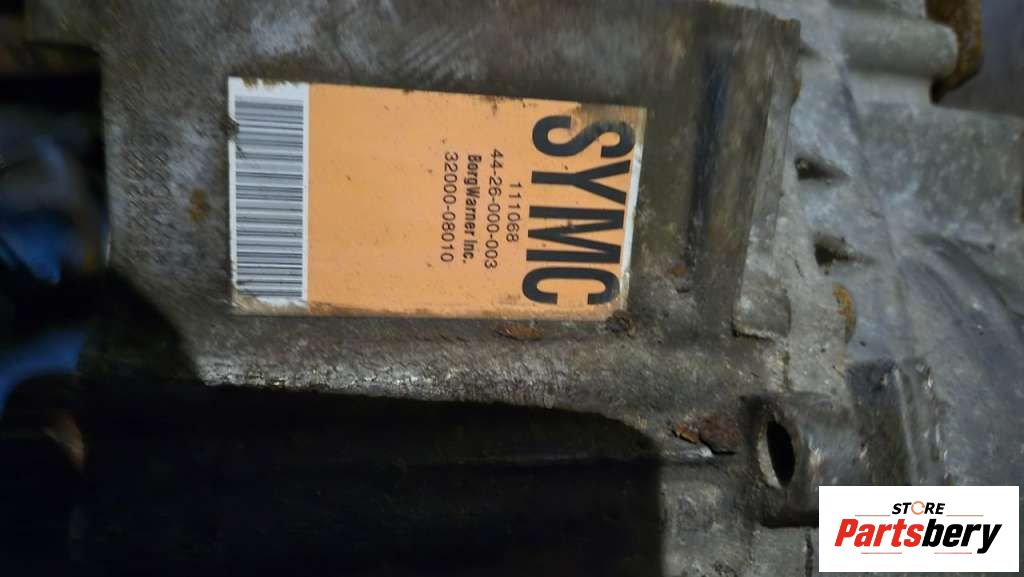 SYMC
111068
44-26-000-003
BorgWarner Inc.
32000-08010
STORE
Partsbery